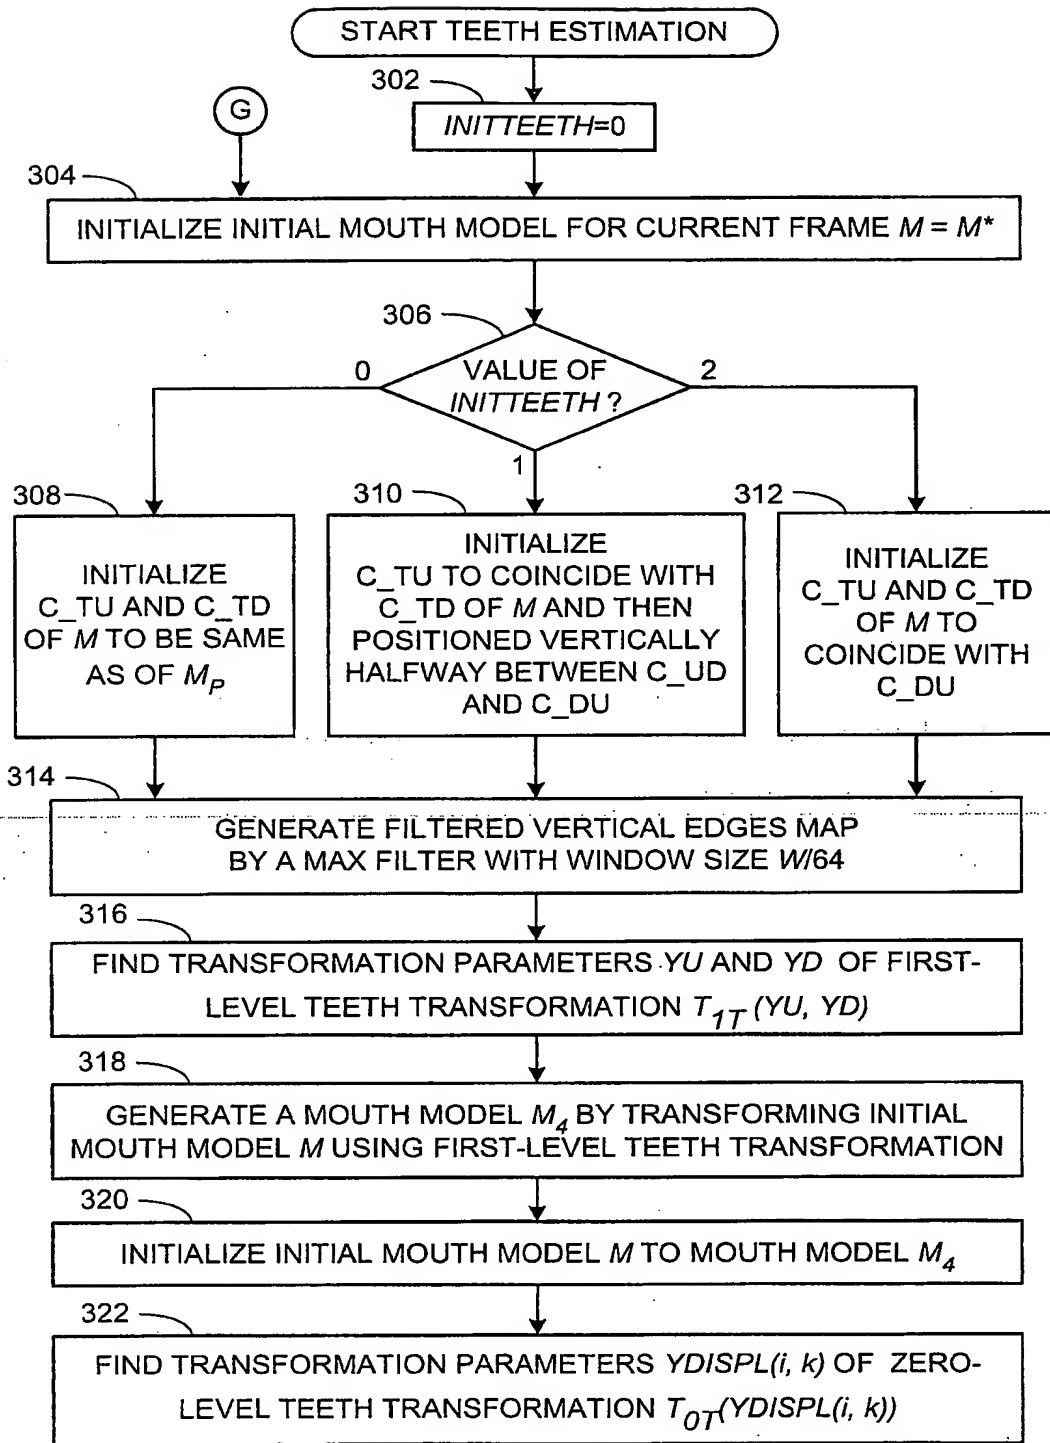 START TEETH ESTIMATION
302
INITTEETH=0
G
304
INITIALIZE INITIAL MOUTH MODEL FOR CURRENT FRAME M = M*
306
VALUE OF
INITTEETH ?
0
2
1
308
INITIALIZE
C_TU AND C_TD
OF M TO BE SAME
AS OF M_P
310
INITIALIZE
C_TU TO COINCIDE WITH
C_TD OF M AND THEN
POSITIONED VERTICALLY
HALFWAY BETWEEN C_UD
AND C_DU
312
INITIALIZE
C_TU AND C_TD
OF M TO
COINCIDE WITH
C_DU
314
GENERATE FILTERED VERTICAL EDGES MAP
BY A MAX FILTER WITH WINDOW SIZE W/64
316
FIND TRANSFORMATION PARAMETERS YU AND YD OF FIRST-
LEVEL TEETH TRANSFORMATION T_1T (YU, YD)
318
GENERATE A MOUTH MODEL M_4 BY TRANSFORMING INITIAL
MOUTH MODEL M USING FIRST-LEVEL TEETH TRANSFORMATION
320
INITIALIZE INITIAL MOUTH MODEL M TO MOUTH MODEL M_4
322
FIND TRANSFORMATION PARAMETERS YDISPL(i, k) OF ZERO-
LEVEL TEETH TRANSFORMATION T_0T(YDISPL(i, k))